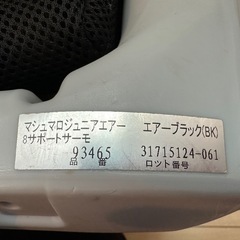 マシュマロジュニアエアー エアーブラック(BK)
8サポートサーモ
93465 31715124-061
品番 ロット番号